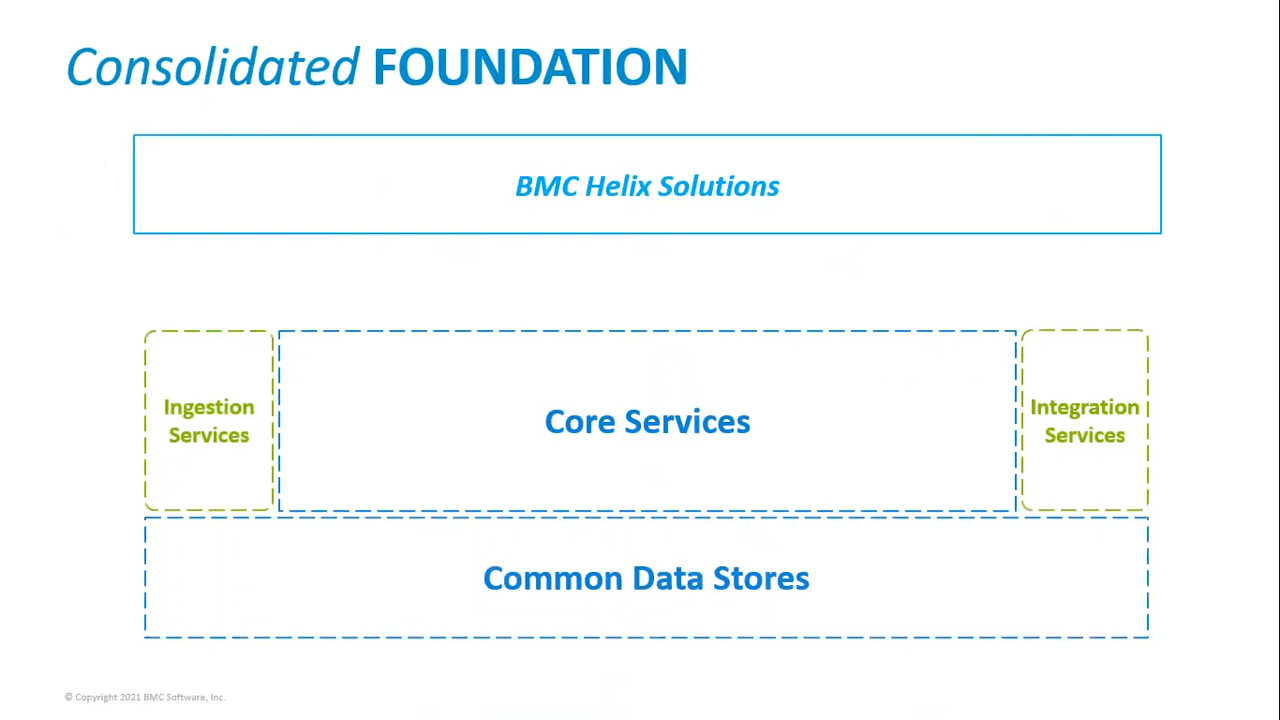 Consolidated FOUNDATION
BMC Helix Solutions
Ingestion
Services
Core Services
Integration
Services
Common Data Stores
© Copyright 2021 BMC Software, Inc.